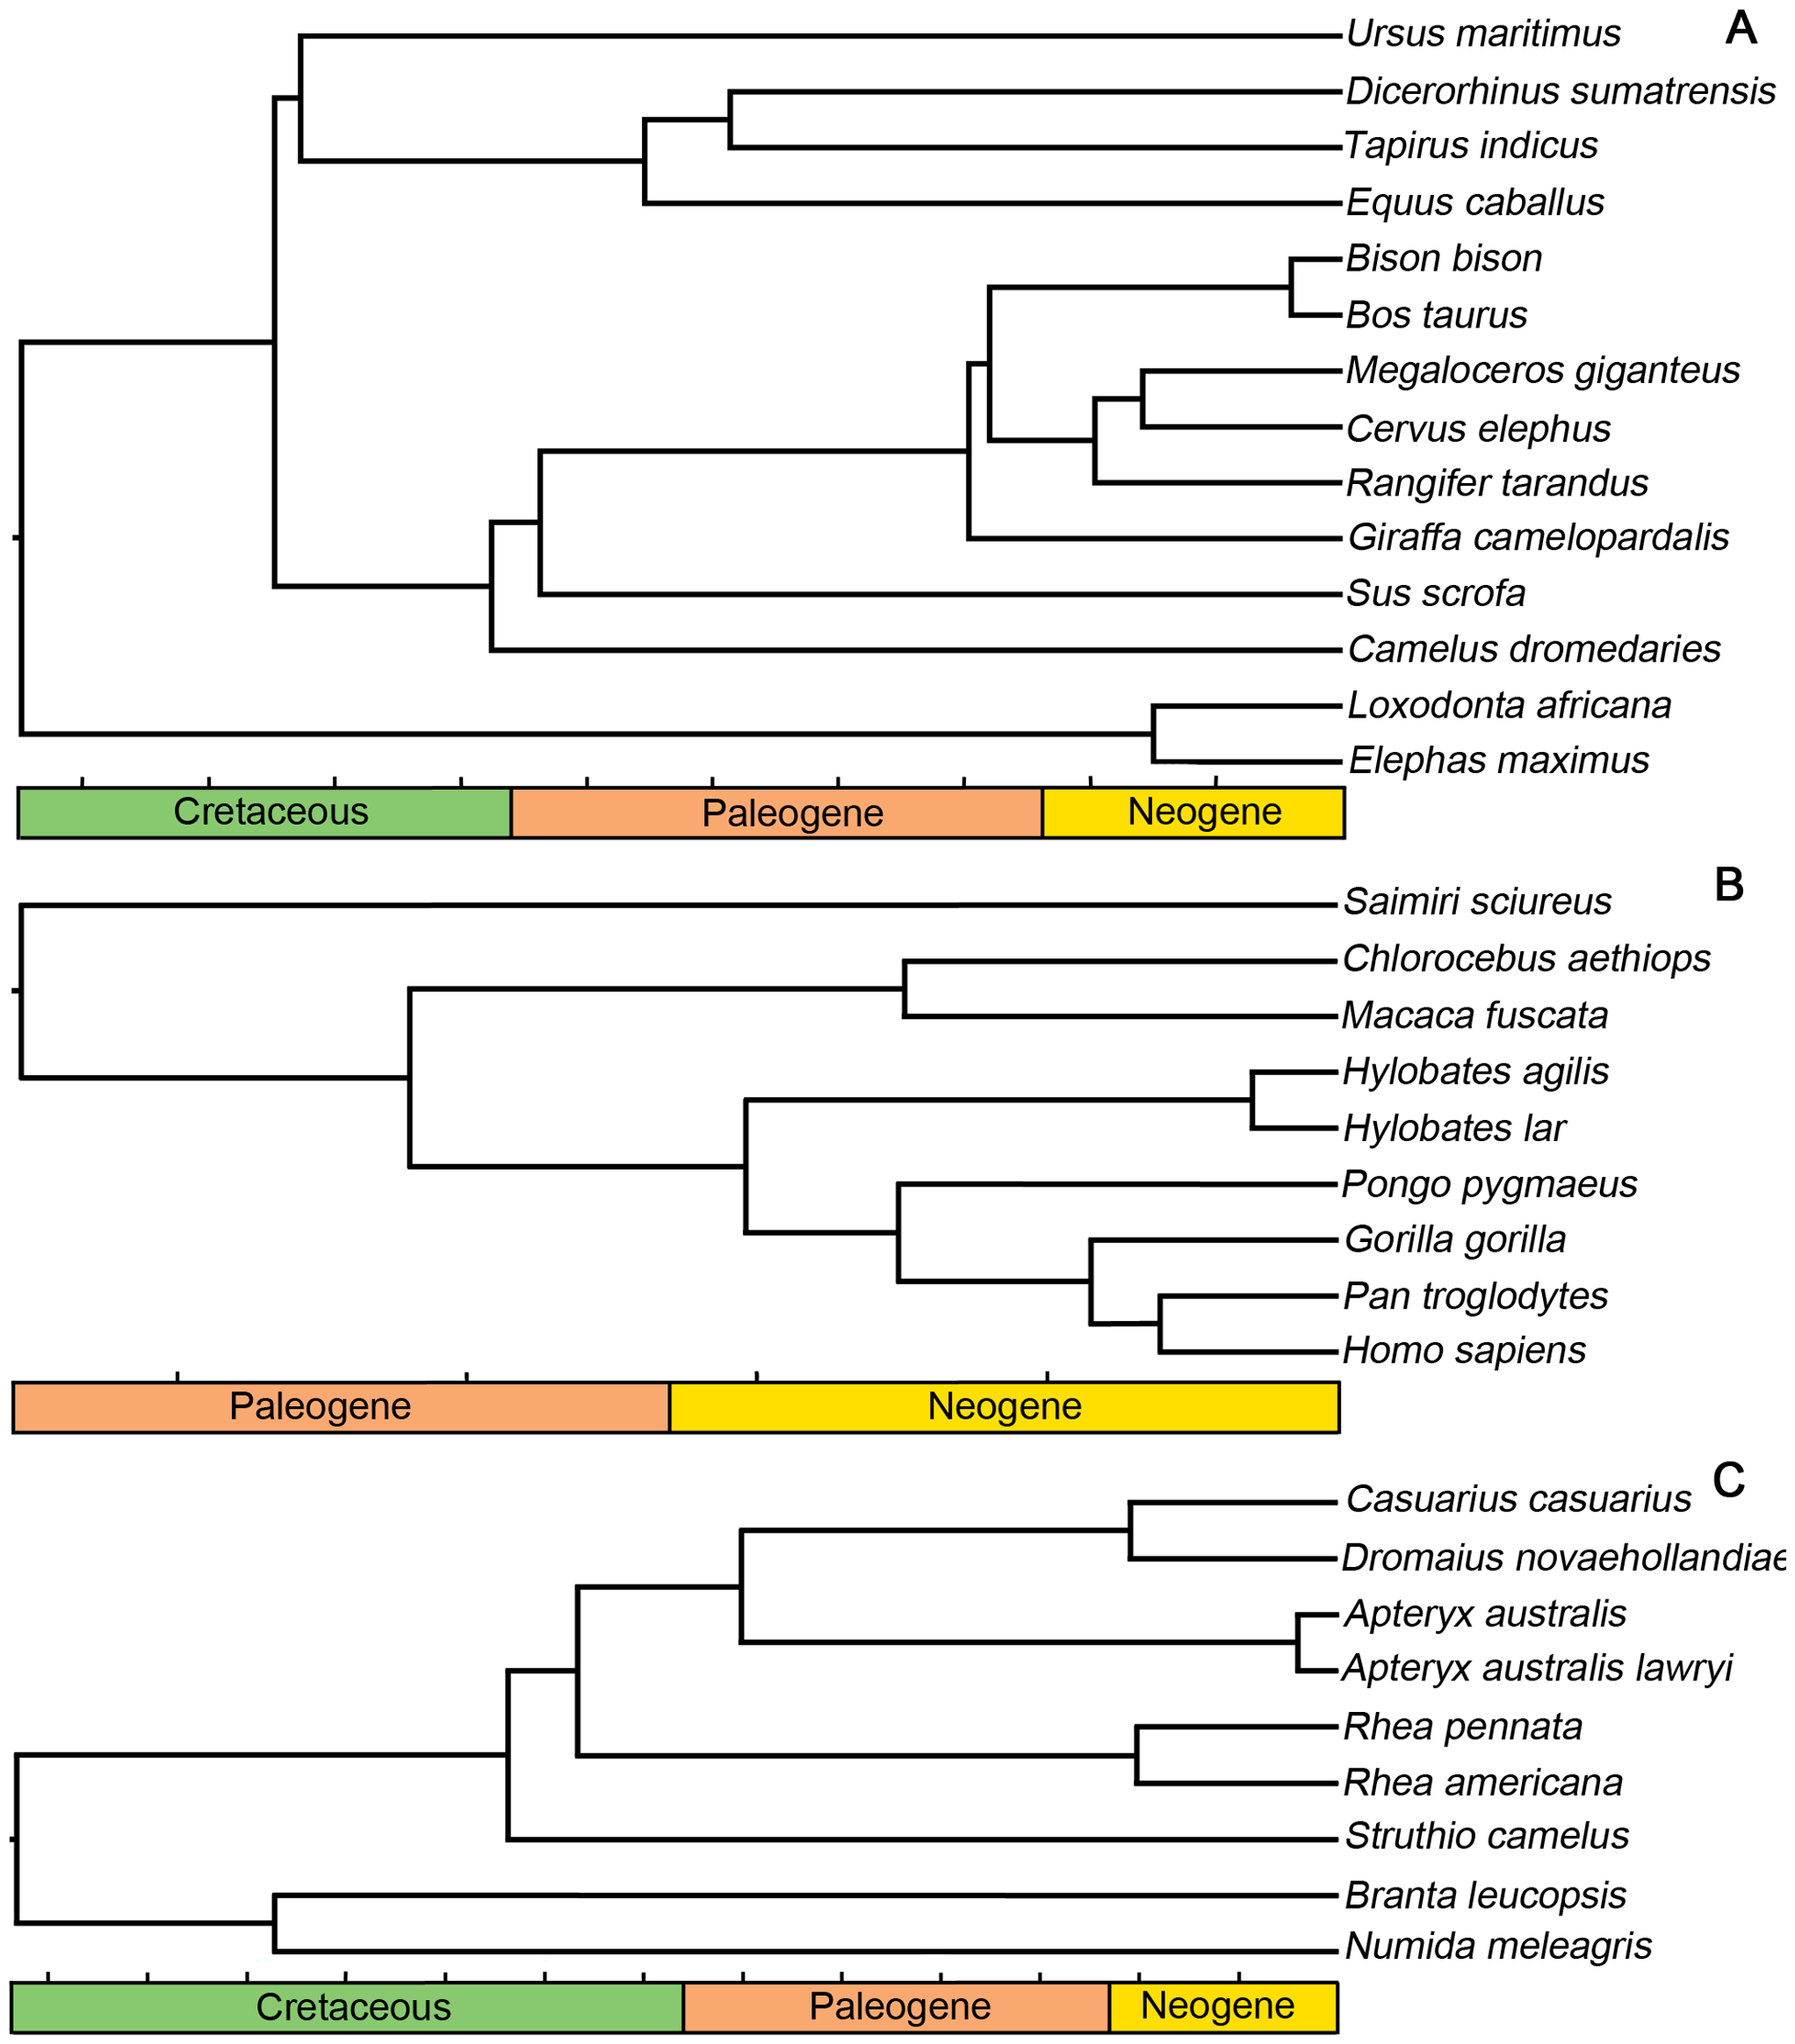 Ursus maritimus
A
Dicerorhinus sumatrensis
Tapirus indicus
Equus caballus
Bison bison
Bos taurus
Megaloceros giganteus
Cervus elephus
Rangifer tarandus
Giraffa camelopardalis
Sus scrofa
Camelus dromedaries
Loxodonta africana
Elephas maximus
Cretaceous Paleogene Neogene
B
Saimiri sciureus
Chlorocebus aethiops
Macaca fuscata
Hylobates agilis
Hylobates lar
Pongo pygmaeus
Gorilla gorilla
Pan troglodytes
Homo sapiens
Paleogene Neogene
C
Casuarius casuarius
Dromaius novaehollandiae
Apteryx australis
Apteryx australis lawryi
Rhea pennata
Rhea americana
Struthio camelus
Branta leucopsis
Numida meleagris
Cretaceous Paleogene Neogene